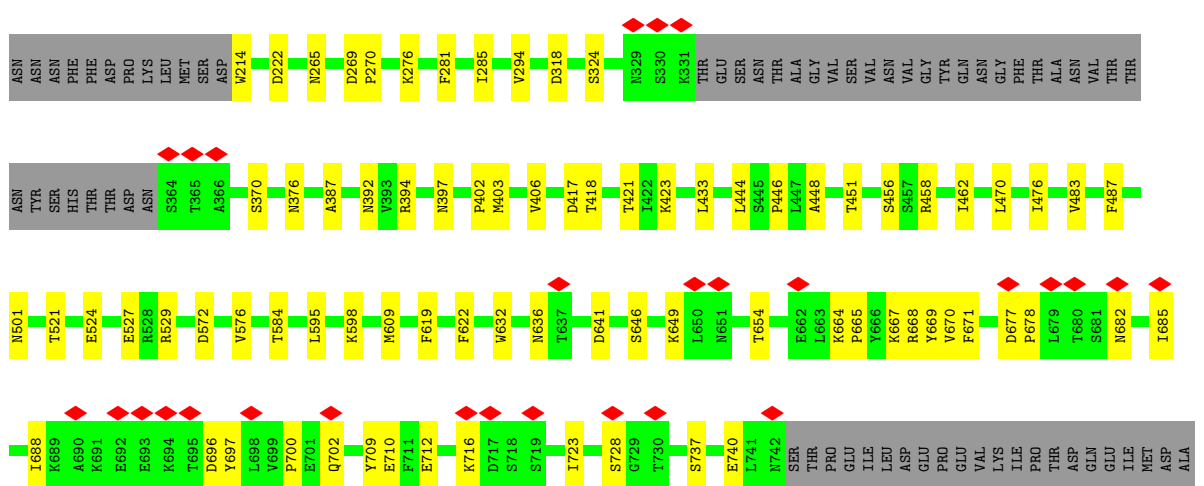 ASN ASN ASN PHE PHE ASP PRO LYS LEU MET SER ASP W214 D222 N265 D269 P270 K276 F281 I285 V294 D318 S324 N329 S330 K331 THR GLU SER ASN THR ALA GLY VAL SER VAL ASN VAL GLY TYR GLN ASN GLY PHE THR ALA ASN VAL THR THR
ASN TYR SER HIS THR THR ASP ASN S364 T365 A366 S370 N376 A387 N392 V393 R394 N397 P402 M403 V406 D417 T418 T421 I422 K423 L433 L444 S445 P446 L447 A448 T451 S456 S457 R458 I462 L470 I476 V483 F487
N501 T521 E524 E527 R528 R529 D572 V576 T584 L595 K598 M609 F619 F622 W632 N636 T637 D641 S646 K649 L650 N651 T654 E662 L663 K664 P665 Y666 K667 R668 Y669 V670 F671 D677 P678 L679 T680 S681 N682 I685
I688 K689 A690 K691 E692 E693 K694 T695 D696 Y697 L698 V699 P700 E701 Q702 Y709 E710 F711 E712 K716 D717 S718 S719 I723 S728 G729 T730 S737 E740 L741 N742 SER THR PRO GLU ILE LEU ASP GLU PRO GLU VAL LYS ILE PRO THR ASP GLN GLU ILE MET ASP ALA